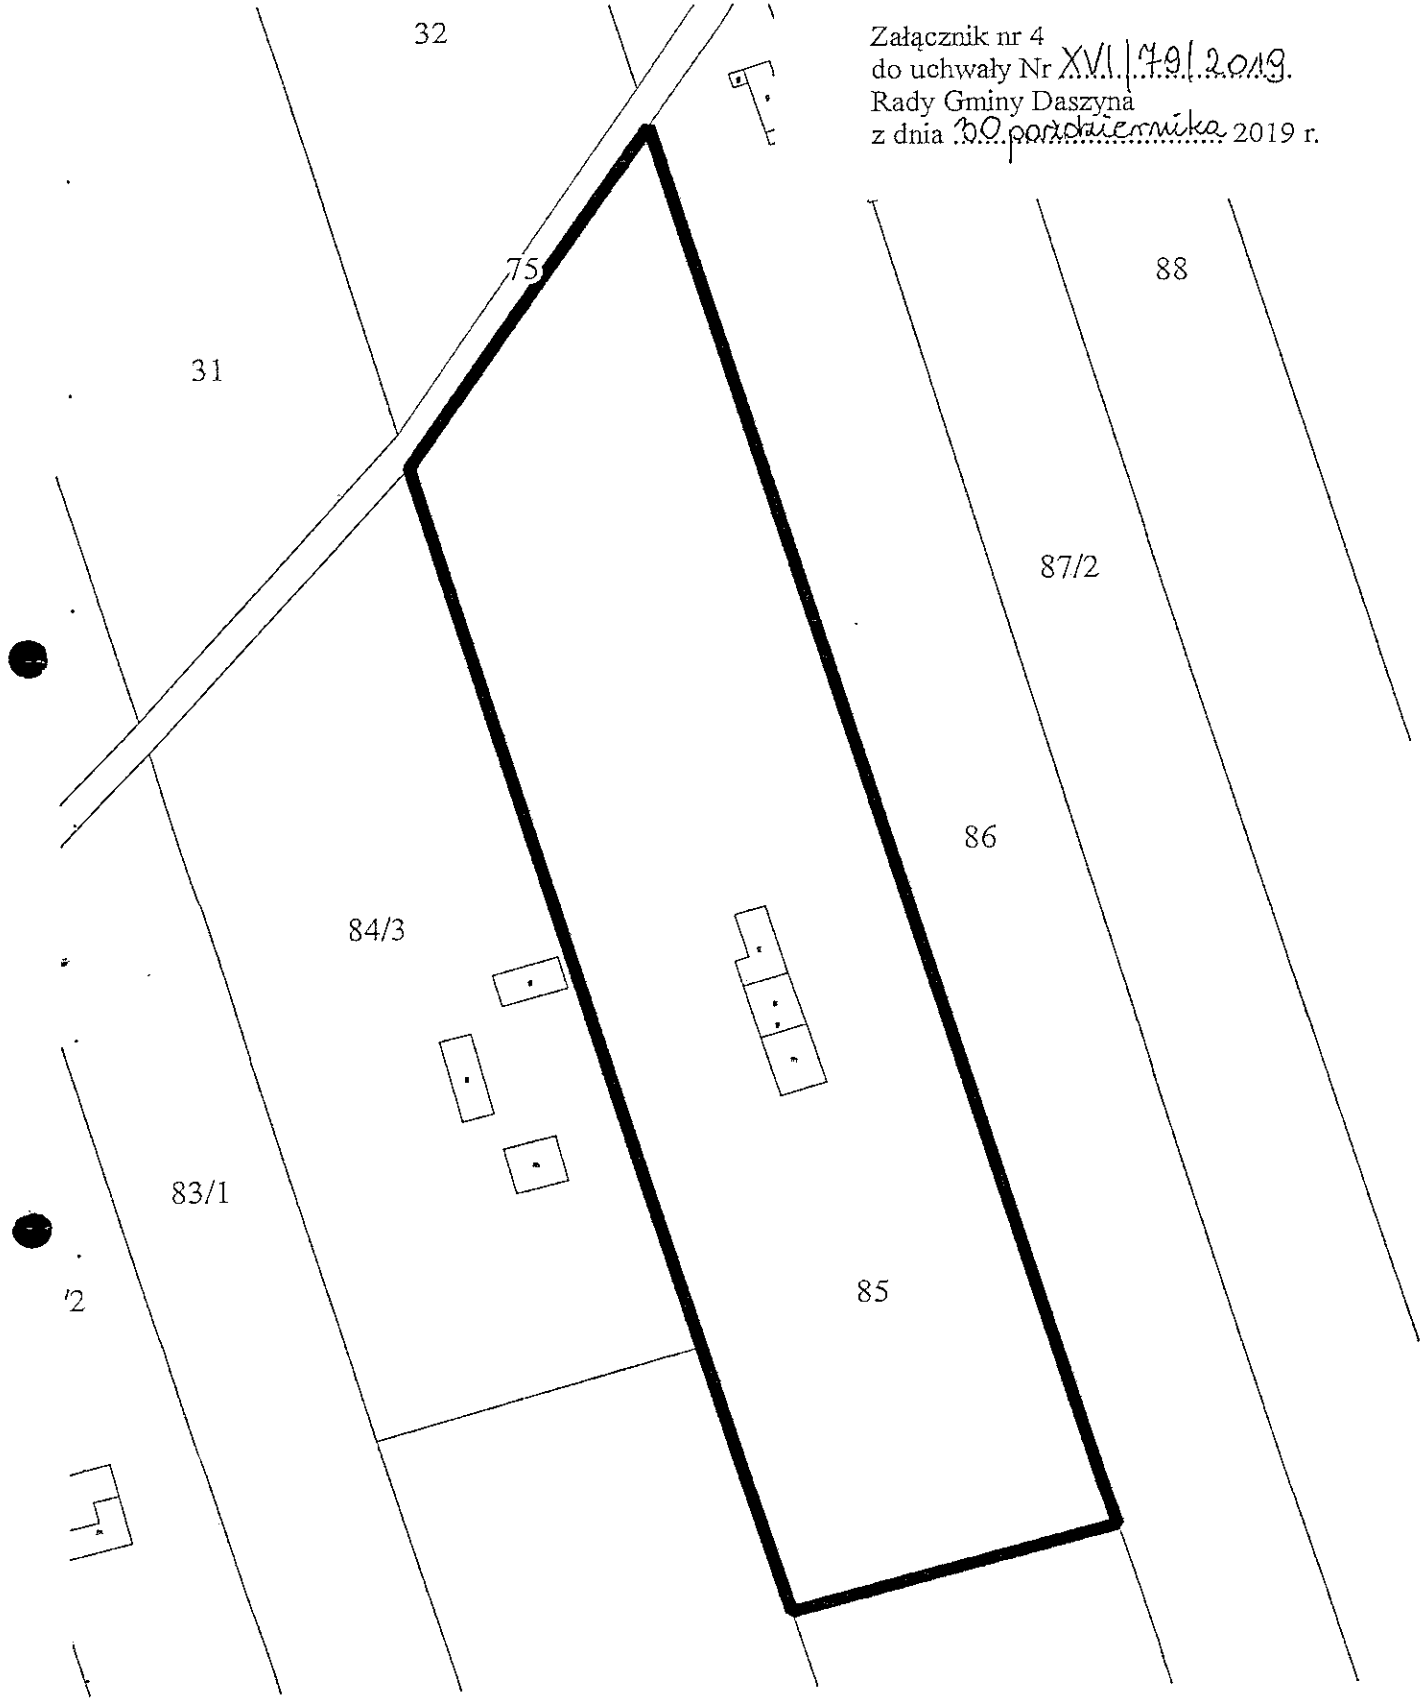 Załącznik nr 4
do uchwały Nr XVI/79/2019.
Rady Gminy Daszyna
z dnia 30 października 2019 r.
32
75
88
31
87/2
86
84/3
83/1
'2
85